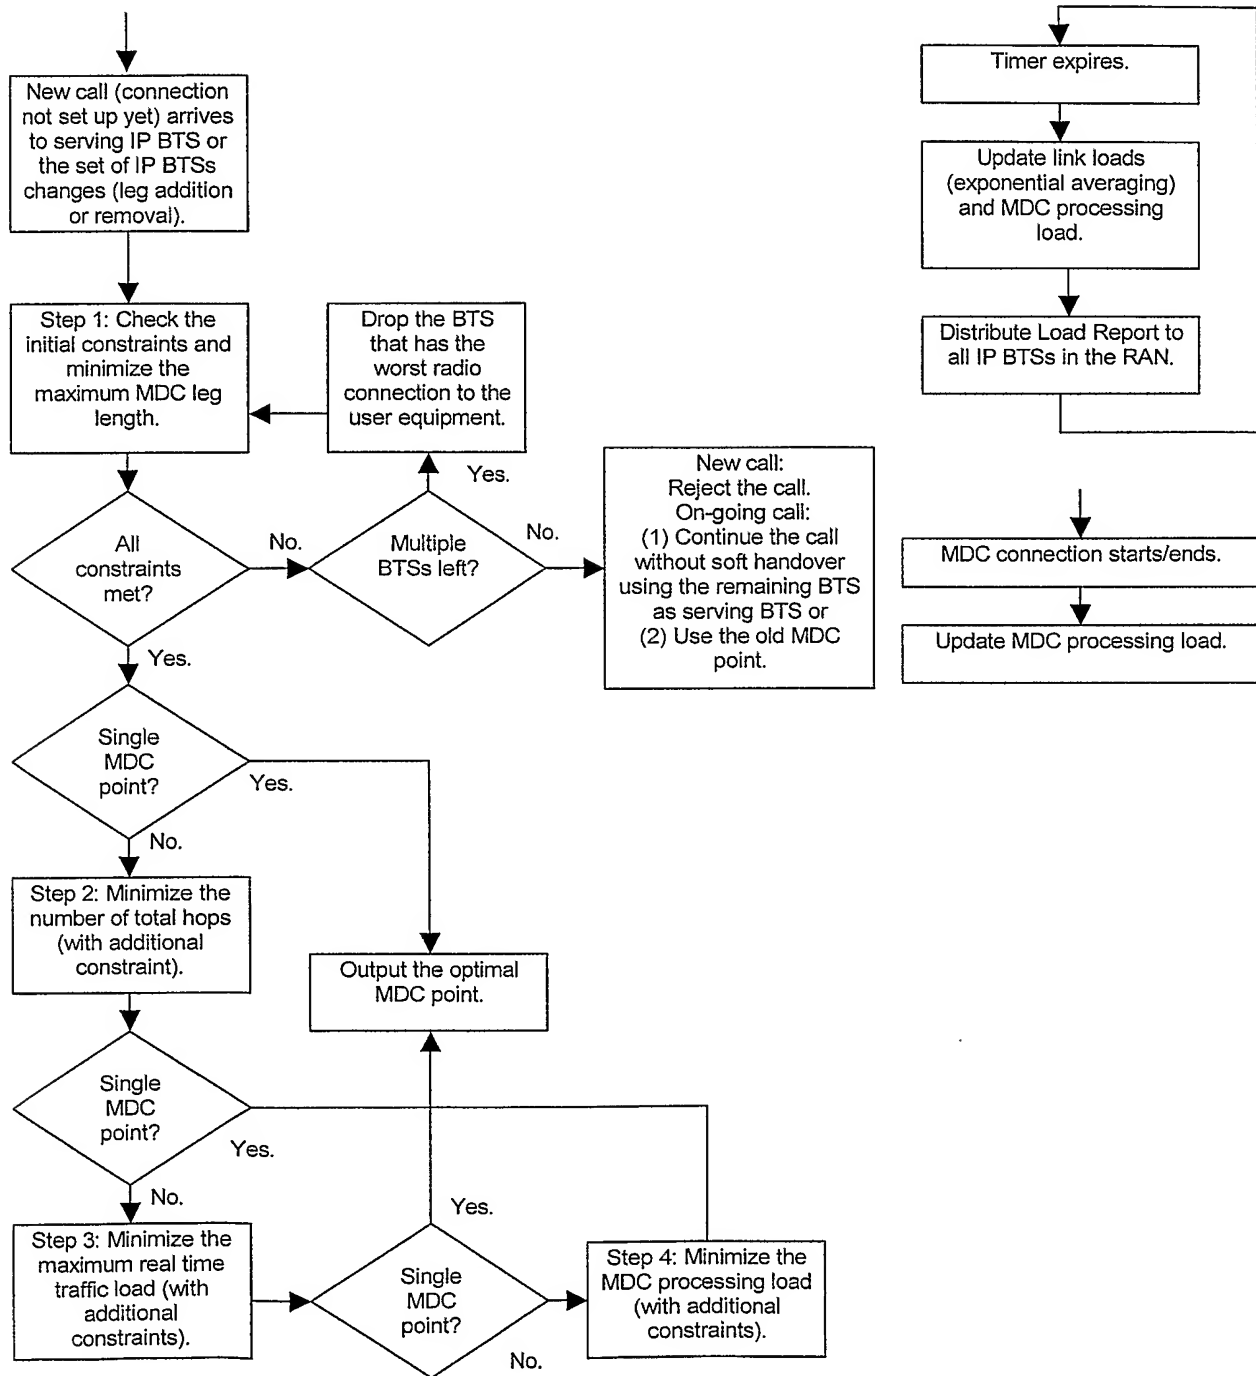 New call (connection
not set up yet) arrives
to serving IP BTS or
the set of IP BTSs
changes (leg addition
or removal).
Step 1: Check the
initial constraints and
minimize the
maximum MDC leg
length.
Drop the BTS
that has the
worst radio
connection to the
user equipment.
Yes.
All
constraints
met?
No.
Multiple
BTSs left?
No.
New call:
Reject the call.
On-going call:
(1) Continue the call
without soft handover
using the remaining BTS
as serving BTS or
(2) Use the old MDC
point.
Yes.
Single
MDC
point?
Yes.
No.
Step 2: Minimize the
number of total hops
(with additional
constraint).
Output the optimal
MDC point.
Single
MDC
point?
Yes.
No.
Step 3: Minimize the
maximum real time
traffic load (with
additional
constraints).
Yes.
Single
MDC
point?
No.
Step 4: Minimize the
MDC processing load
(with additional
constraints).
Timer expires.
Update link loads
(exponential averaging)
and MDC processing
load.
Distribute Load Report to
all IP BTSs in the RAN.
MDC connection starts/ends.
Update MDC processing load.